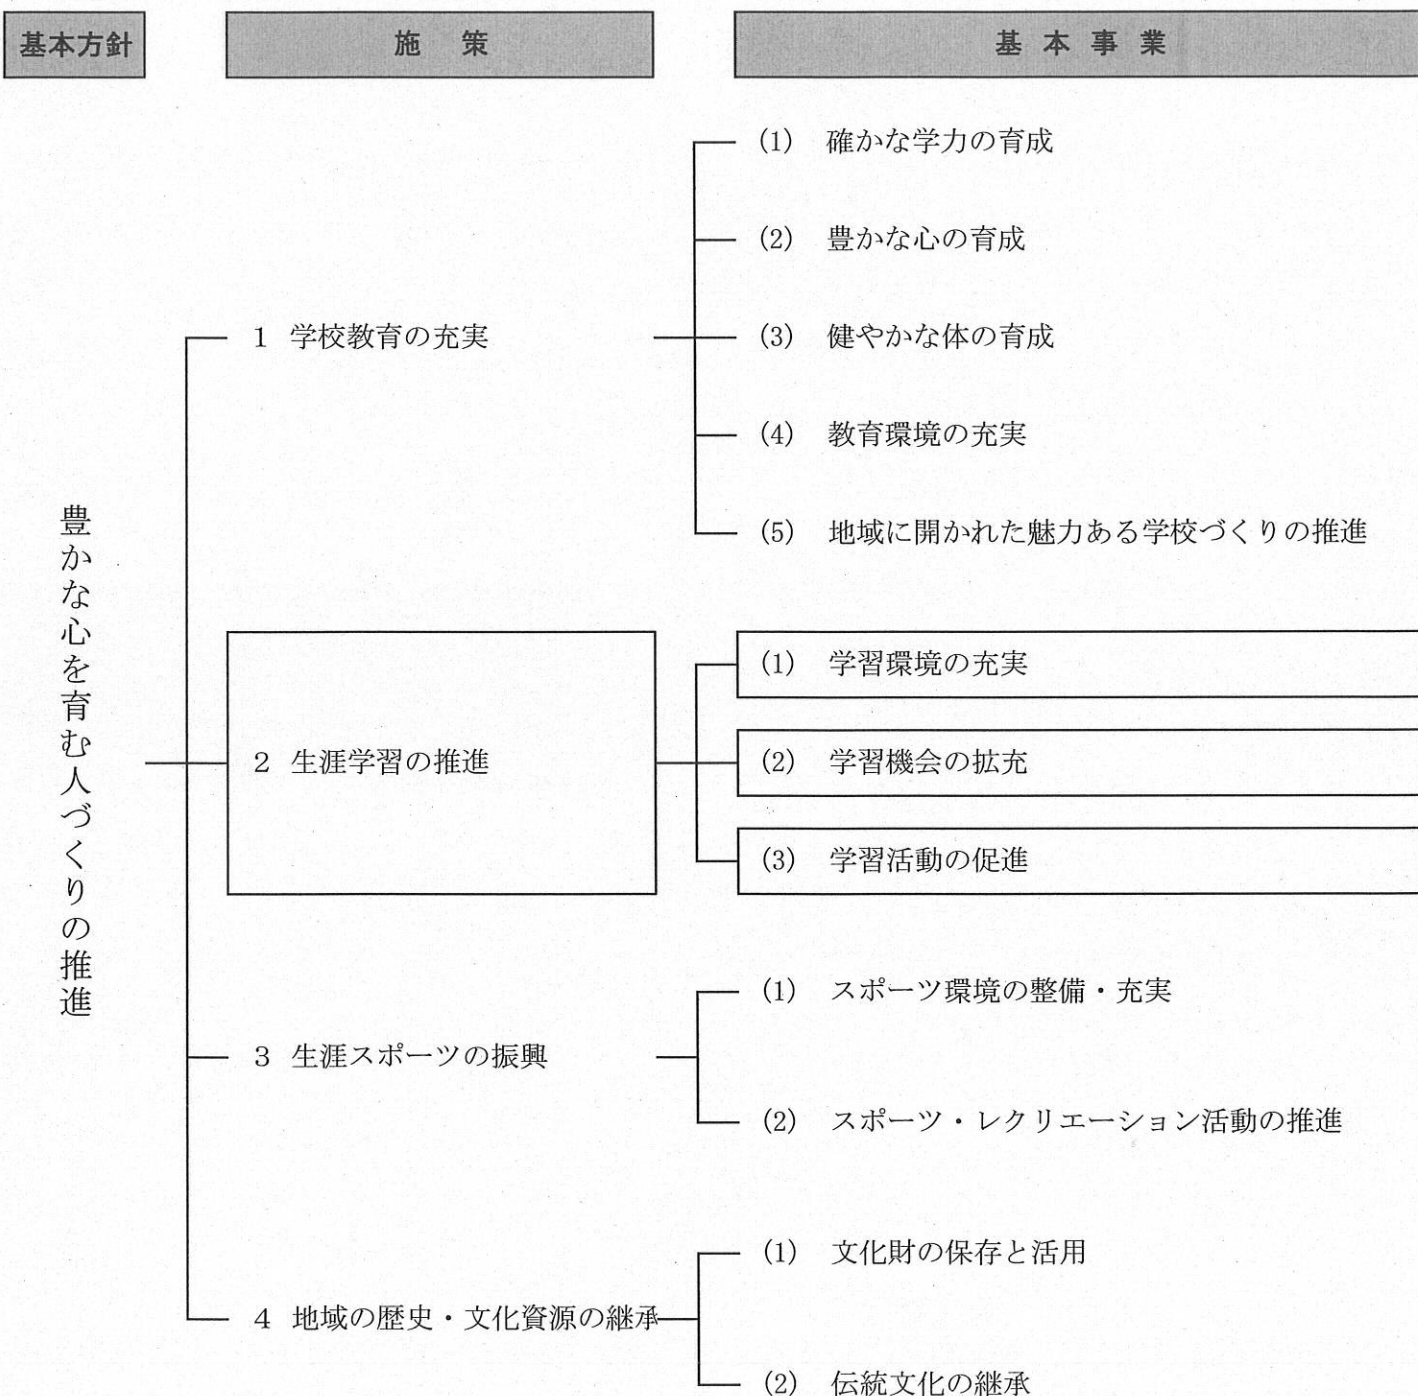 基本方針
施 策
基 本 事 業
豊かな心を育む人づくりの推進
1 学校教育の充実
(1) 確かな学力の育成
(2) 豊かな心の育成
(3) 健やかな体の育成
(4) 教育環境の充実
(5) 地域に開かれた魅力ある学校づくりの推進
2 生涯学習の推進
(1) 学習環境の充実
(2) 学習機会の拡充
(3) 学習活動の促進
3 生涯スポーツの振興
(1) スポーツ環境の整備・充実
(2) スポーツ・レクリエーション活動の推進
4 地域の歴史・文化資源の継承
(1) 文化財の保存と活用
(2) 伝統文化の継承